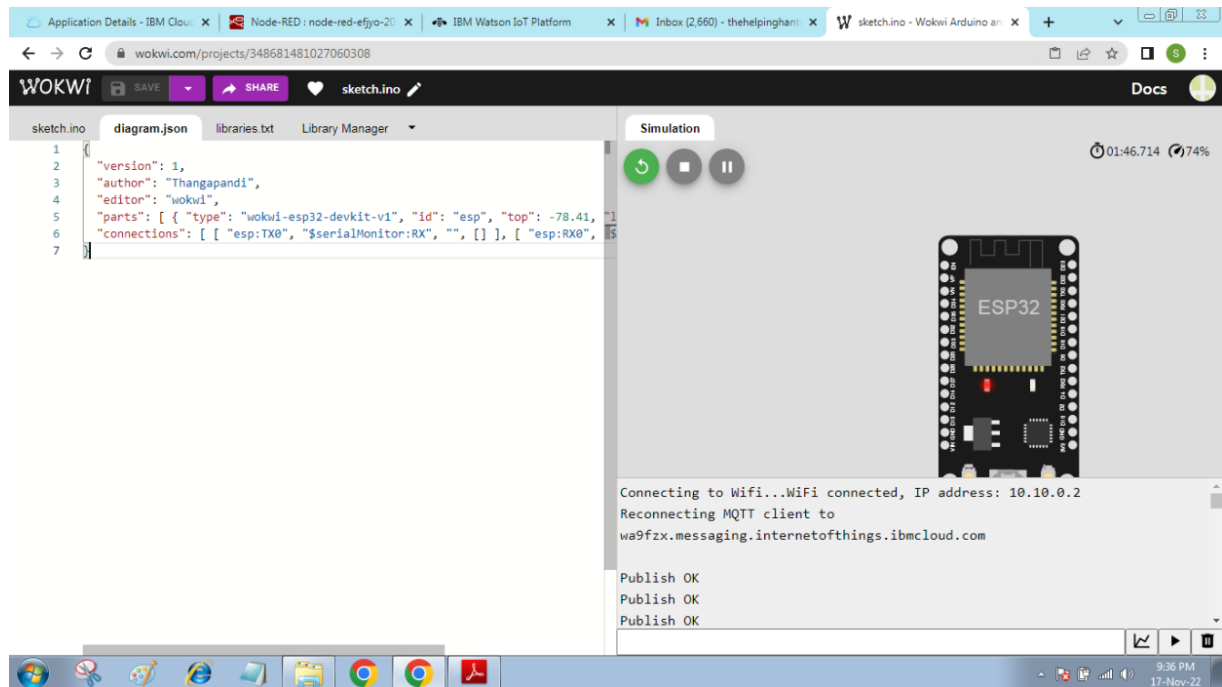 Application Details - IBM Clou
Node-RED : node-red-efjyo-20
IBM Watson IoT Platform
Inbox (2,660) - thehelpinghant
sketch.ino - Wokwi Arduino an
wokwi.com/projects/348681481027060308
S
WOKWI
SAVE
SHARE
sketch.ino
Docs
sketch.ino
diagram.json
libraries.txt
Library Manager
Simulation
01:46.714
74%
1 {
2 "version": 1,
3 "author": "Thangapandi",
4 "editor": "wokwi",
5 "parts": [ { "type": "wokwi-esp32-devkit-v1", "id": "esp", "top": -78.41, "l
6 "connections": [ [ "esp:TX0", "$serialMonitor:RX", "", [] ], [ "esp:RX0", "$
7 }
ESP32
Connecting to Wifi...WiFi connected, IP address: 10.10.0.2
Reconnecting MQTT client to
wa9fzx.messaging.internetofthings.ibmcloud.com
Publish OK
Publish OK
Publish OK
9:36 PM
17-Nov-22